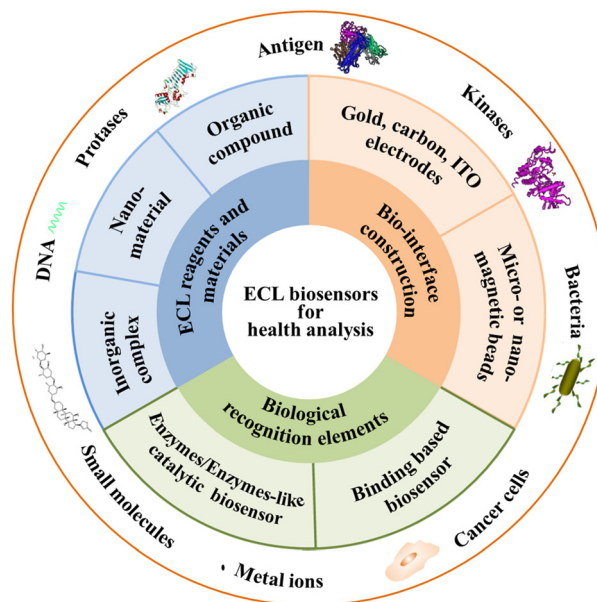 ECL biosensors
for
health analysis
ECL reagents and
materials
Bio-interface
construction
Biological
recognition elements
Organic
compound
Nano-
material
Inorganic
complex
Gold, carbon, ITO
electrodes
Micro- or nano-
magnetic beads
Enzymes/Enzymes-like
catalytic biosensor
Binding based
biosensor
Antigen
Kinases
Bacteria
Cancer cells
Metal ions
Small molecules
DNA
Protases